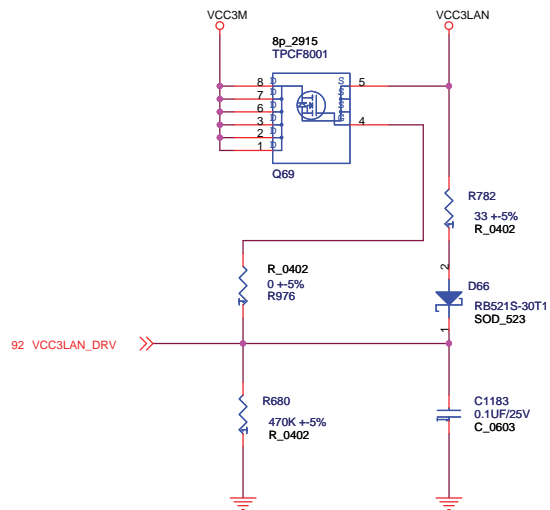 VCC3M
VCC3LAN
8p_2915
TPCF8001
8
7
6
3
2
1
D
D
D
D
D
D
S
S
S
5
4
Q69
R782
33 +-5%
R_0402
R_0402
0 +-5%
R976
2
D66
RB521S-30T1
SOD_523
1
92 VCC3LAN_DRV
R680
470K +-5%
R_0402
C1183
0.1UF/25V
C_0603